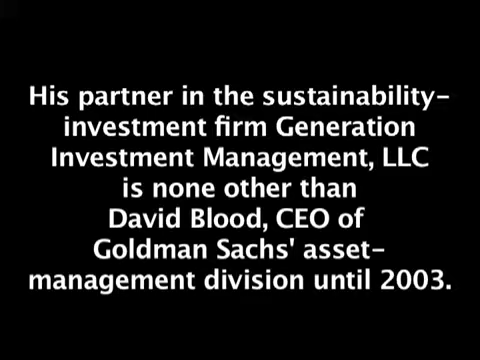 His partner in the sustainability-
investment firm Generation
Investment Management, LLC
is none other than
David Blood, CEO of
Goldman Sachs' asset-
management division until 2003.